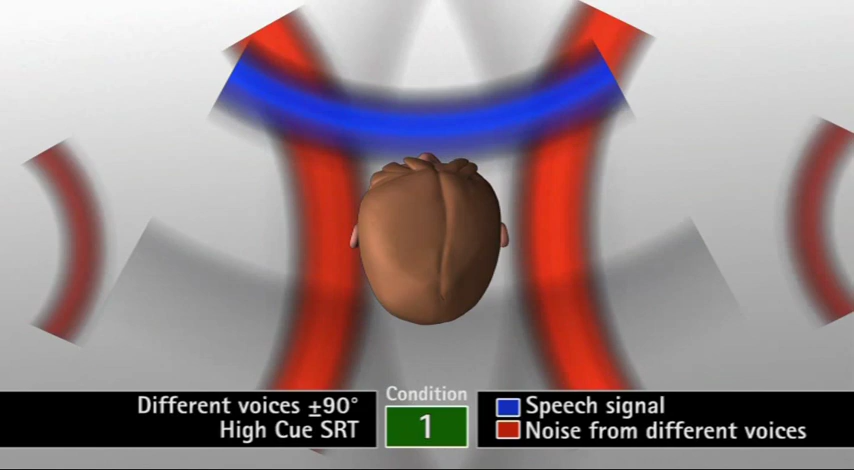 Different voices ±90°
High Cue SRT
Condition
1
Speech signal
Noise from different voices